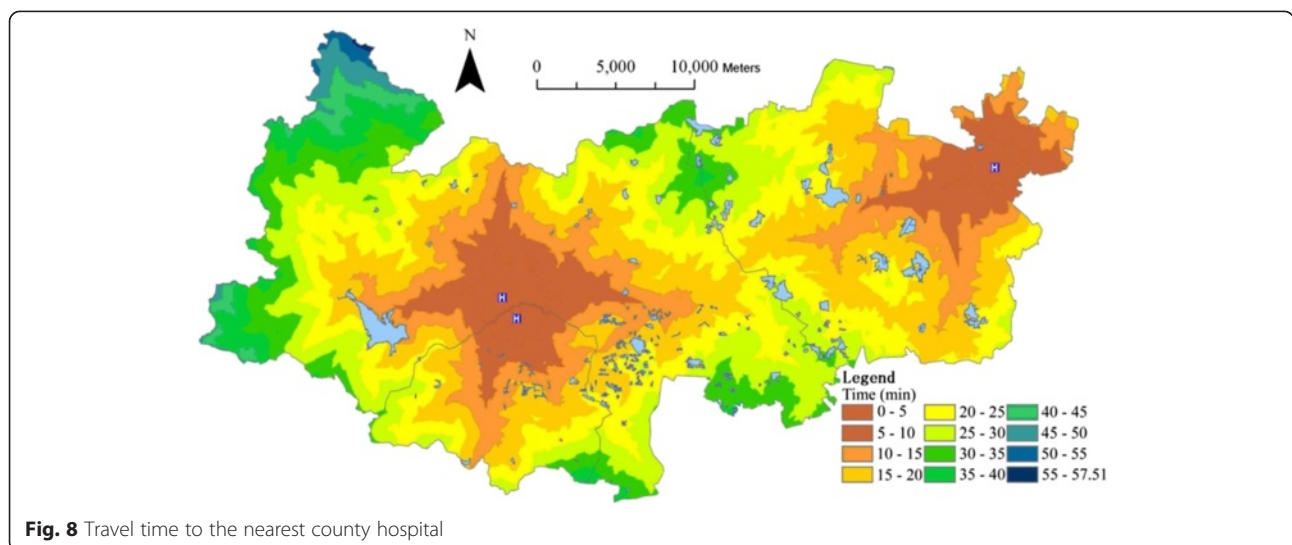 N
0 5,000 10,000 Meters
H
H
H
Legend
Time (min)
0 - 5 20 - 25 40 - 45
5 - 10 25 - 30 45 - 50
10 - 15 30 - 35 50 - 55
15 - 20 35 - 40 55 - 57.51
Fig. 8 Travel time to the nearest county hospital